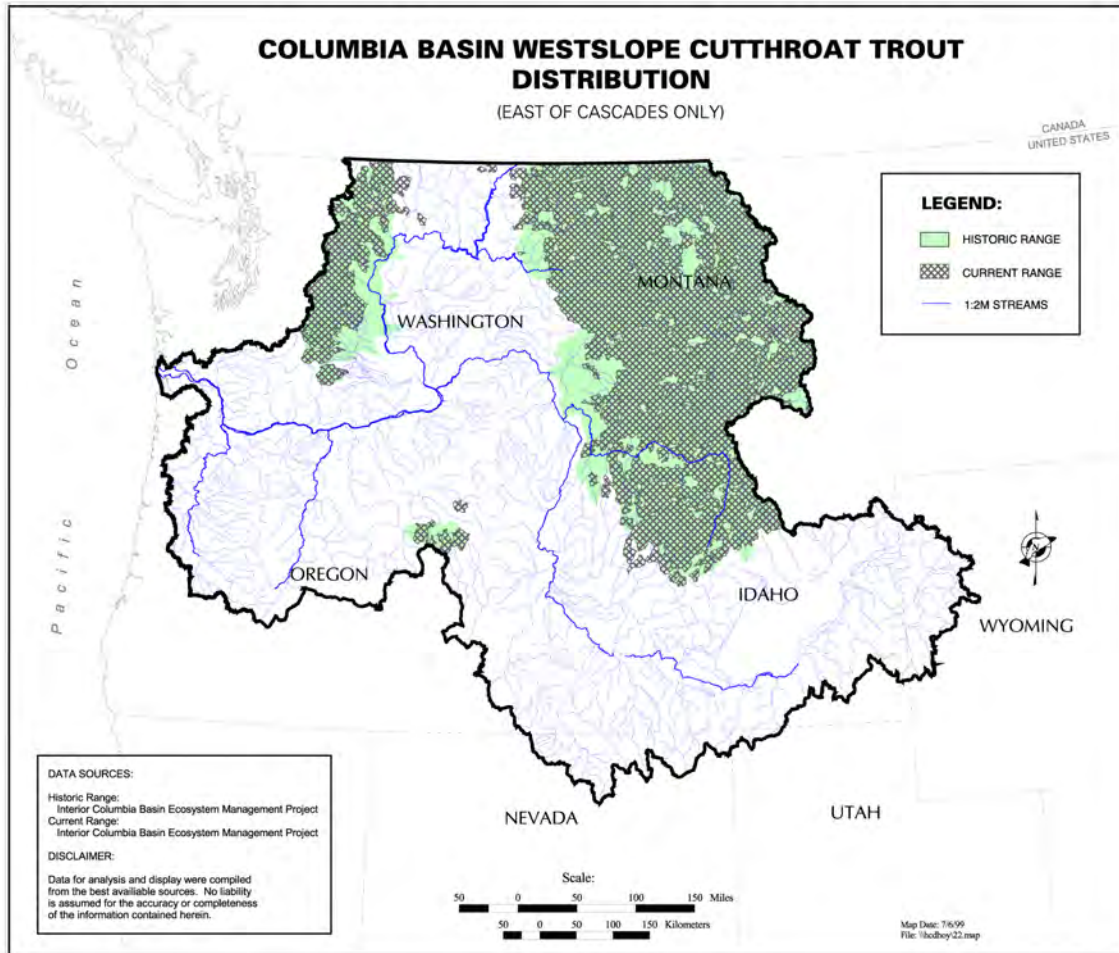 COLUMBIA BASIN WESTSLOPE CUTTHROAT TROUT
DISTRIBUTION
(EAST OF CASCADES ONLY)
CANADA
UNITED STATES
LEGEND:
HISTORIC RANGE
CURRENT RANGE
1:2M STREAMS
MONTANA
WASHINGTON
Pacific Ocean
OREGON
IDAHO
WYOMING
NEVADA
UTAH
N
DATA SOURCES:
Historic Range:
Interior Columbia Basin Ecosystem Management Project
Current Range:
Interior Columbia Basin Ecosystem Management Project
DISCLAIMER:
Data for analysis and display were compiled
from the best available sources. No liability
is assumed for the accuracy or completeness
of the information contained herein.
Scale:
50 0 50 100 150 Miles
50 0 50 100 150 Kilometers
Map Date: 7/6/99